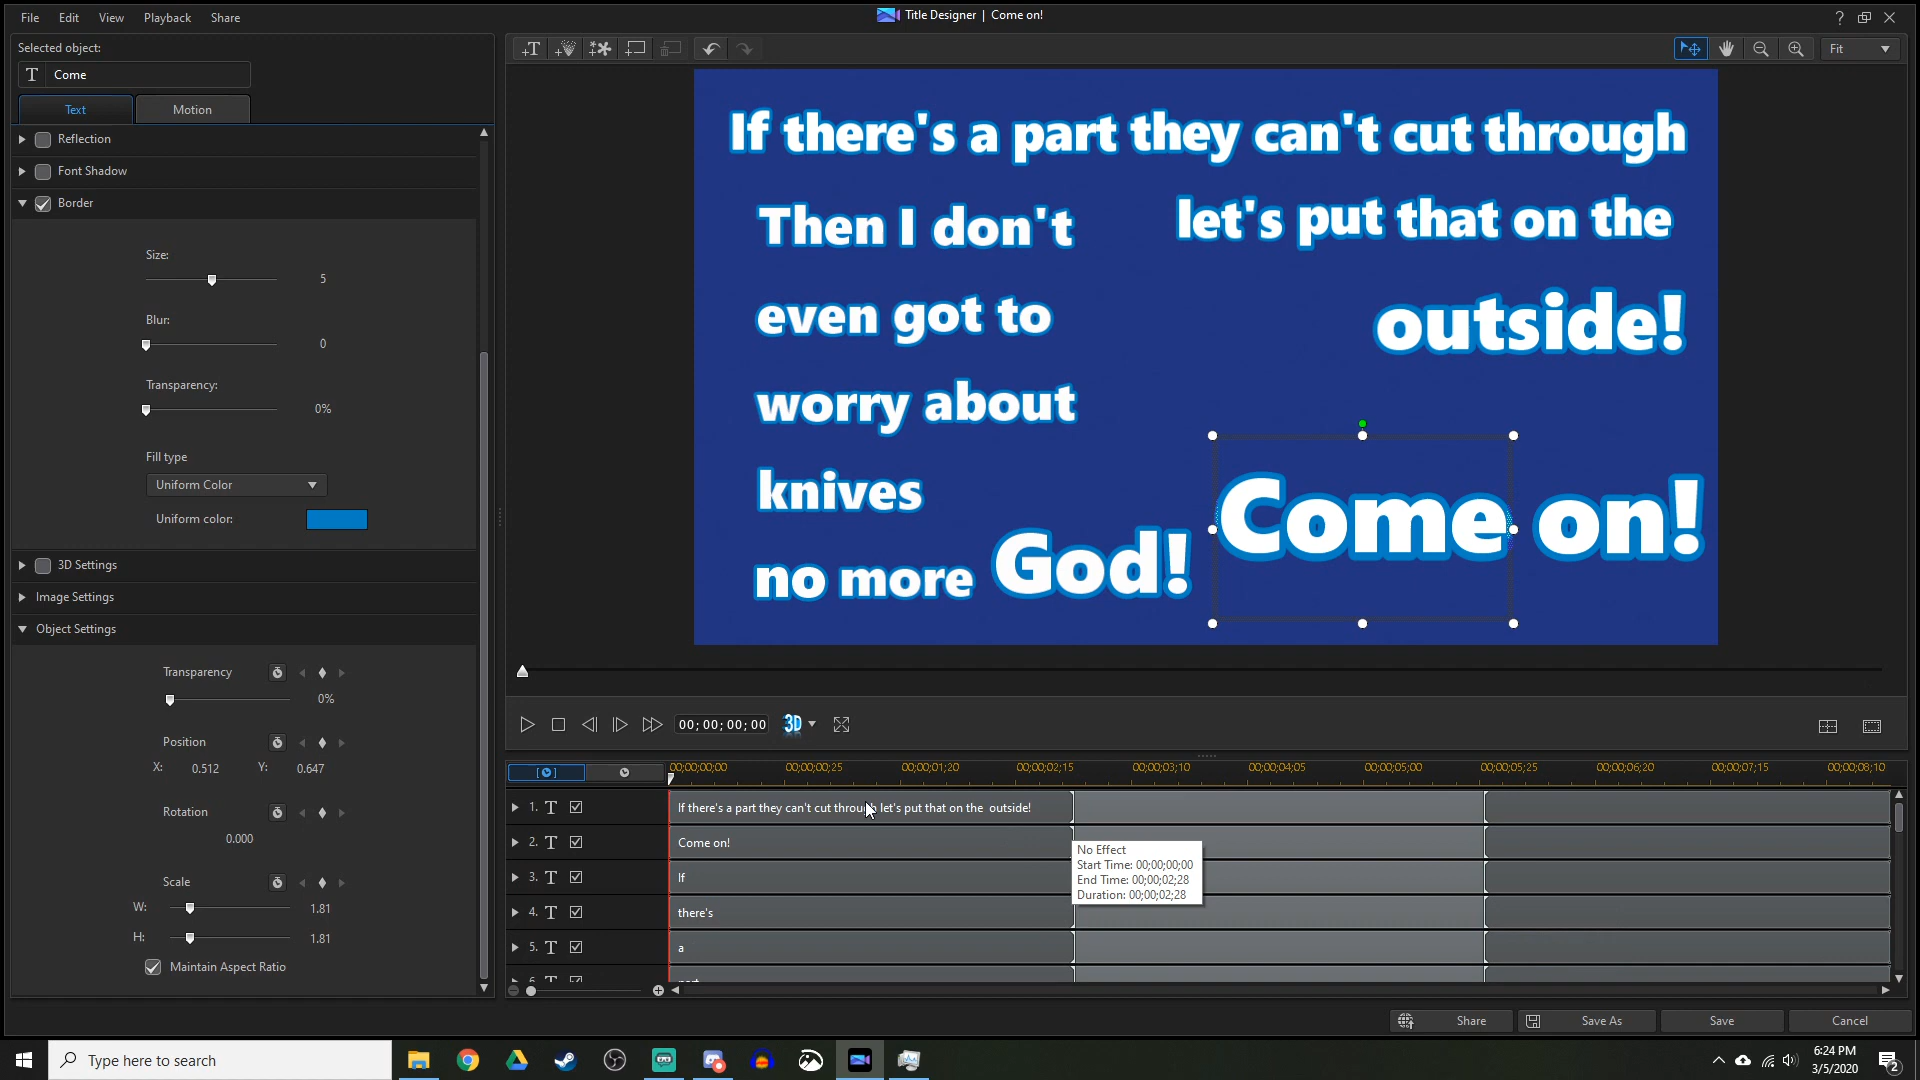 File Edit View Playback Share
Title Designer | Come on!
?
Selected object:
T Come
Text Motion
Reflection
Font Shadow
Border
Size:
5
Blur:
0
Transparency:
0%
Fill type
Uniform Color
Uniform color:
3D Settings
Image Settings
Object Settings
Transparency
0%
Position
X: 0.512 Y: 0.647
Rotation
0.000
Scale
W: 1.81
H: 1.81
Maintain Aspect Ratio
Fit
If there's a part they can't cut through
Then I don't
let's put that on the
even got to
outside!
worry about
knives
Come on!
no more God!
00;00;00;00
3D
00;00;00;00 00;00;00;25 00;00;01;20 00;00;02;15 00;00;03;10 00;00;04;05 00;00;05;00 00;00;05;25 00;00;06;20 00;00;07;15 00;00;08;10
1. T If there's a part they can't cut through let's put that on the outside!
2. T Come on!
3. T If
4. T there's
5. T a
6. T part
No Effect
Start Time: 00;00;00;00
End Time: 00;00;02;28
Duration: 00;00;02;28
Share Save As Save Cancel
Type here to search
6:24 PM
3/5/2020
2